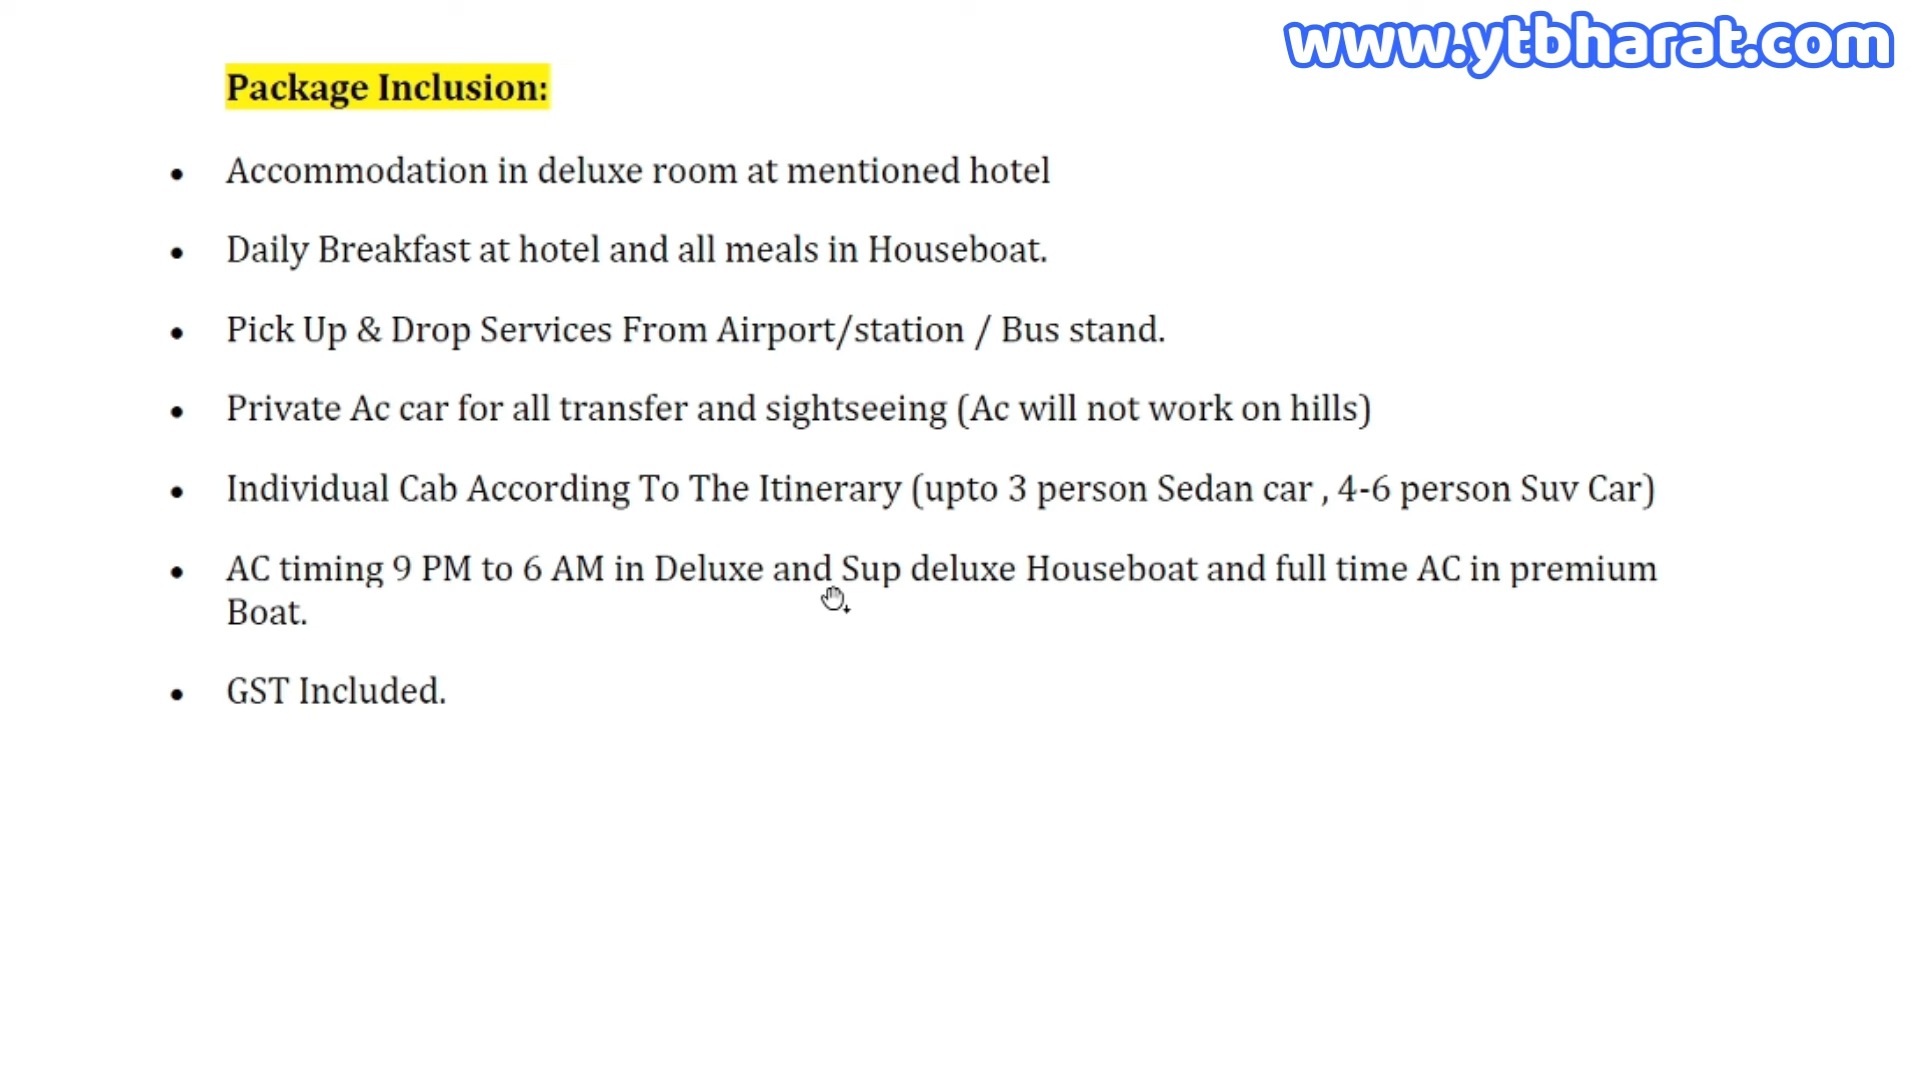 www.ytbharat.com
Package Inclusion:
• Accommodation in deluxe room at mentioned hotel
• Daily Breakfast at hotel and all meals in Houseboat.
• Pick Up & Drop Services From Airport/station / Bus stand.
• Private Ac car for all transfer and sightseeing (Ac will not work on hills)
• Individual Cab According To The Itinerary (upto 3 person Sedan car , 4-6 person Suv Car)
• AC timing 9 PM to 6 AM in Deluxe and Sup deluxe Houseboat and full time AC in premium
Boat.
• GST Included.